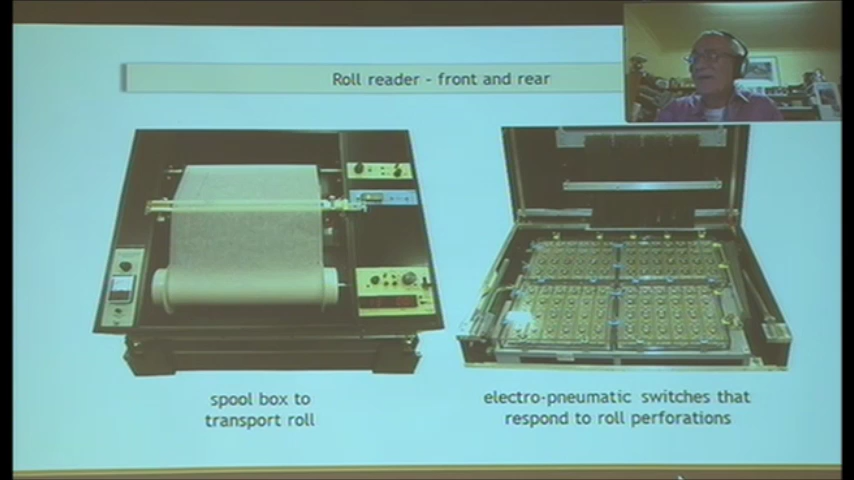 Roll reader - front and rear
spool box to
transport roll
electro-pneumatic switches that
respond to roll perforations